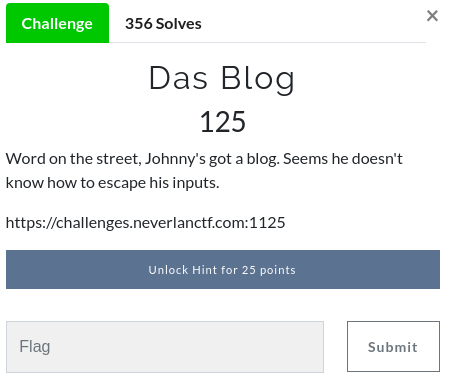 Challenge
356 Solves
×
Das Blog
125
Word on the street, Johnny's got a blog. Seems he doesn't
know how to escape his inputs.
https://challenges.neverlanctf.com:1125
Unlock Hint for 25 points
Flag
Submit